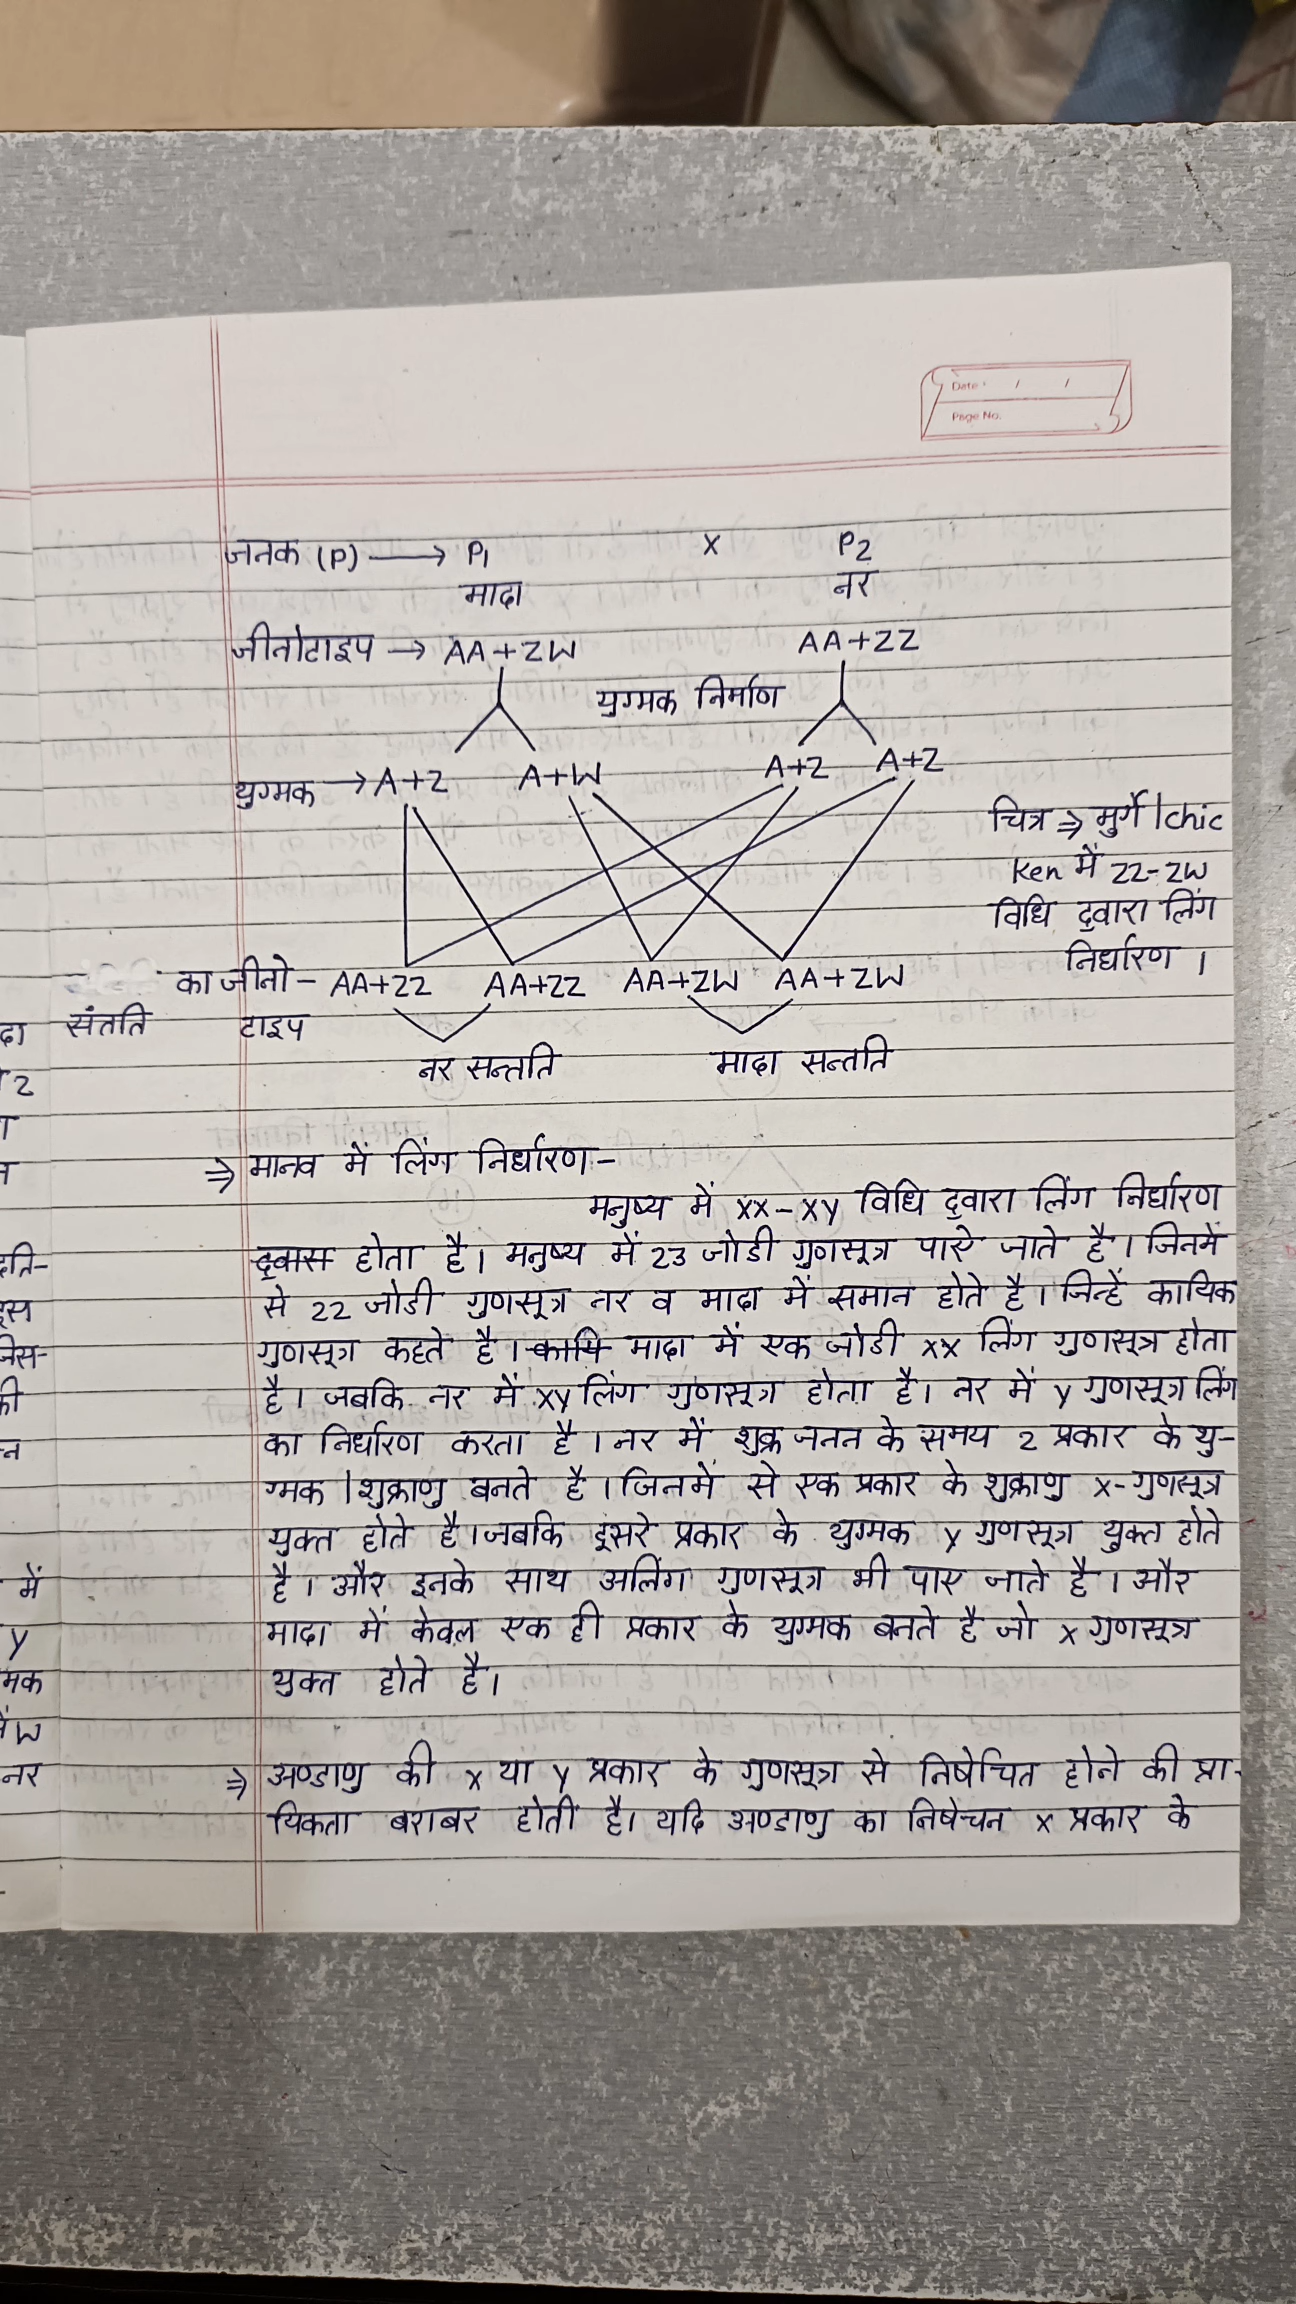 Date : / /
Page No.
जनक (P) ⟶ P1 x P2
मादा नर
जीनोटाइप → AA+ZW AA+ZZ
युग्मक निर्माण
युग्मक → A+Z A+W A+Z A+Z
चित्र ⇒ मुर्गे |chic
ken में ZZ-ZW
विधि द्वारा लिंग
निर्धारण ।
का जीनो- AA+ZZ AA+ZZ AA+ZW AA+ZW
संतति टाइप
नर सन्तति मादा सन्तति
⇒ मानव में लिंग निर्धारण-
मनुष्य में XX-XY विधि द्वारा लिंग निर्धारण
होता है। मनुष्य में 23 जोडी गुणसूत्र पाऐ जाते है। जिनमें
से 22 जोडी गुणसूत्र नर व मादा में समान होते है। जिन्हें कायिक
गुणसूत्र कहते है। मादा में एक जोडी XX लिंग गुणसूत्र होता
है। जबकि नर में XY लिंग गुणसूत्र होता है। नर में Y गुणसूत्र लिंग
का निर्धारण करता है। नर में शुक्र जनन के समय 2 प्रकार के यु-
ग्मक |शुक्राणु बनते है। जिनमें से एक प्रकार के शुक्राणु X-गुणसूत्र
युक्त होते है। जबकि दूसरे प्रकार के युग्मक Y गुणसूत्र युक्त होते
है। और इनके साथ अलिंग गुणसूत्र भी पाए जाते है। और
मादा में केवल एक ही प्रकार के युग्मक बनते है जो X गुणसूत्र
युक्त होते है।
⇒ अण्डाणु की X या Y प्रकार के गुणसूत्र से निषेचित होने की प्रा-
यिकता बराबर होती है। यदि अण्डाणु का निषेचन X प्रकार के